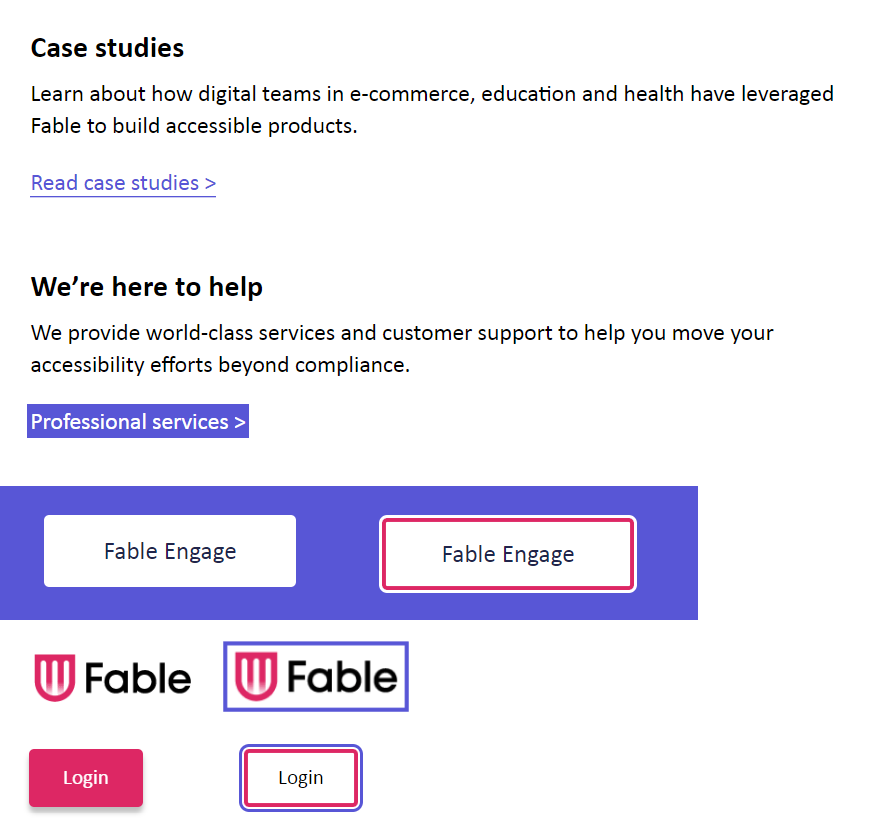 Case studies
Learn about how digital teams in e-commerce, education and health have leveraged
Fable to build accessible products.
Read case studies >
We’re here to help
We provide world-class services and customer support to help you move your
accessibility efforts beyond compliance.
Professional services >
Fable Engage
Fable Engage
Fable
Fable
Login
Login